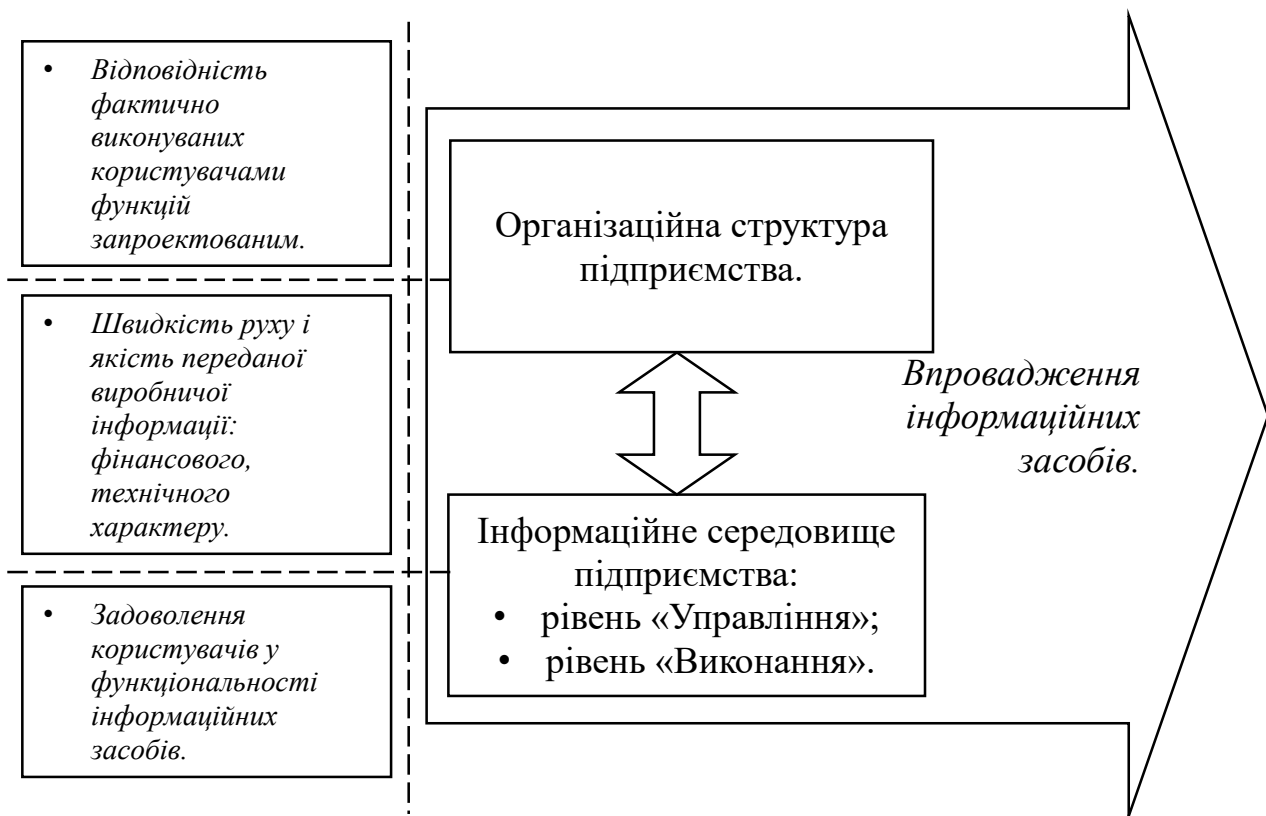 • Відповідність
фактично
виконуваних
користувачами
функцій
запроектованим.
• Швидкість руху і
якість переданої
виробничої
інформації:
фінансового,
технічного
характеру.
• Задоволення
користувачів у
функціональності
інформаційних
засобів.
Організаційна структура
підприємства.
Інформаційне середовище
підприємства:
• рівень «Управління»;
• рівень «Виконання».
Впровадження
інформаційних
засобів.